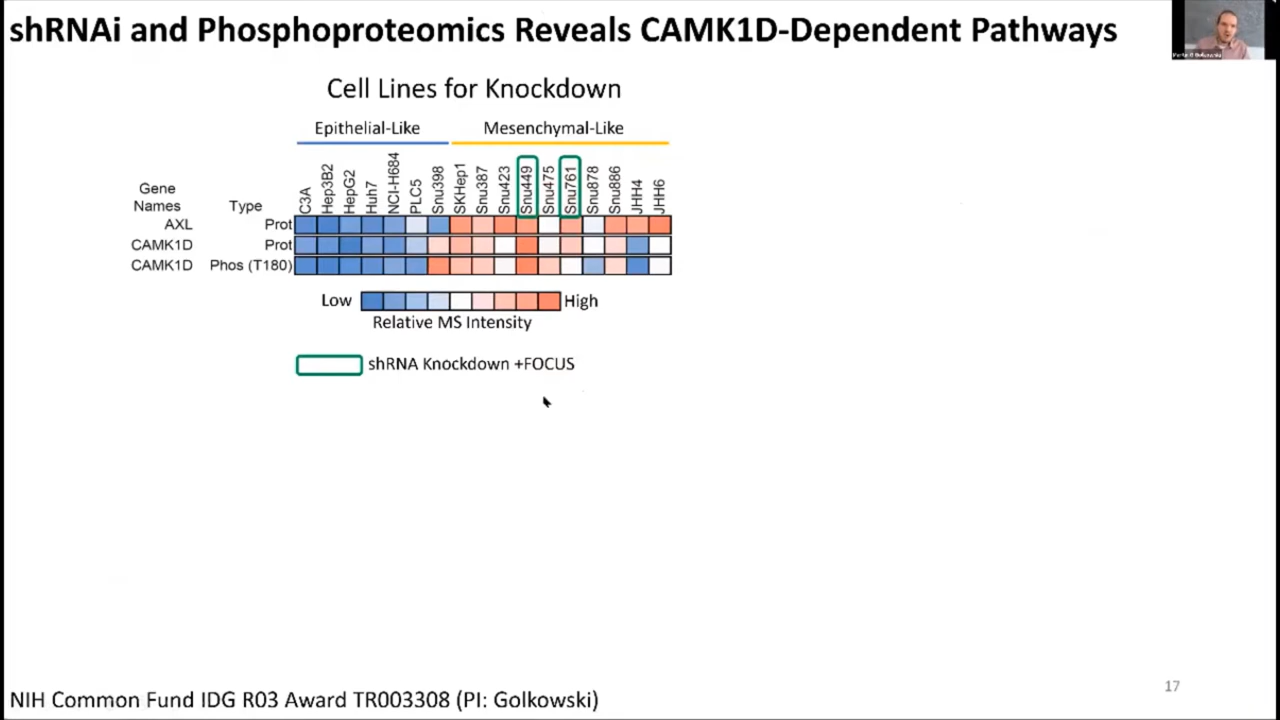 shRNAi and Phosphoproteomics Reveals CAMK1D-Dependent Pathways
Cell Lines for Knockdown
Epithelial-Like Mesenchymal-Like
Gene Names Type C3A Hep3B2 HepG2 Huh7 NCI-H684 PLC5 Snu398 SKHep1 Snu387 Snu423 Snu449 Snu475 Snu761 Snu878 Snu886 JHH4 JHH6
AXL Prot
CAMK1D Prot
CAMK1D Phos (T180)
Low High
Relative MS Intensity
shRNA Knockdown +FOCUS
17
NIH Common Fund IDG R03 Award TR003308 (PI: Golkowski)